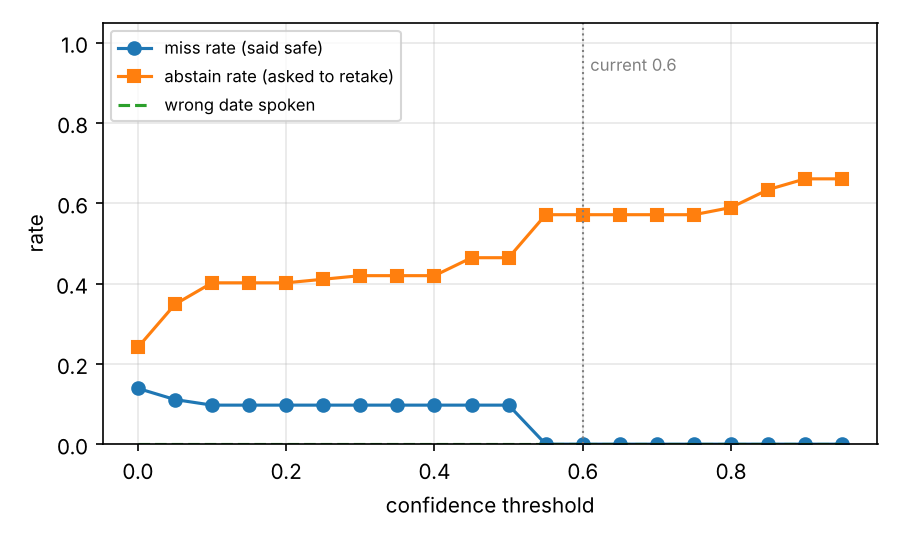 miss rate (said safe)
abstain rate (asked to retake)
wrong date spoken
current 0.6
1.0
0.8
0.6
0.4
0.2
0.0
rate
0.0 0.2 0.4 0.6 0.8
confidence threshold